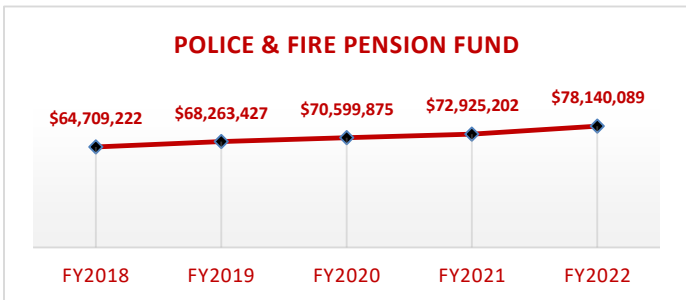 POLICE & FIRE PENSION FUND
$64,709,222
$68,263,427
$70,599,875
$72,925,202
$78,140,089
FY2018
FY2019
FY2020
FY2021
FY2022